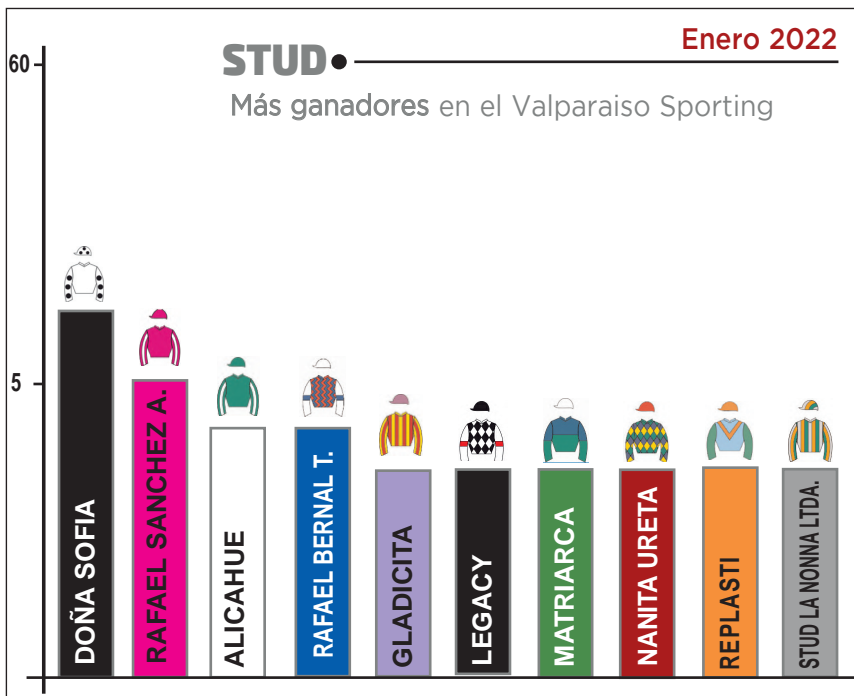 Enero 2022
STUD
Más ganadores en el Valparaiso Sporting
60
5
DOÑA SOFIA
RAFAEL SANCHEZ A.
ALICAHUE
RAFAEL BERNAL T.
GLADICITA
LEGACY
MATRIARCA
NANITA URETA
REPLASTI
STUD LA NONNA LTDA.